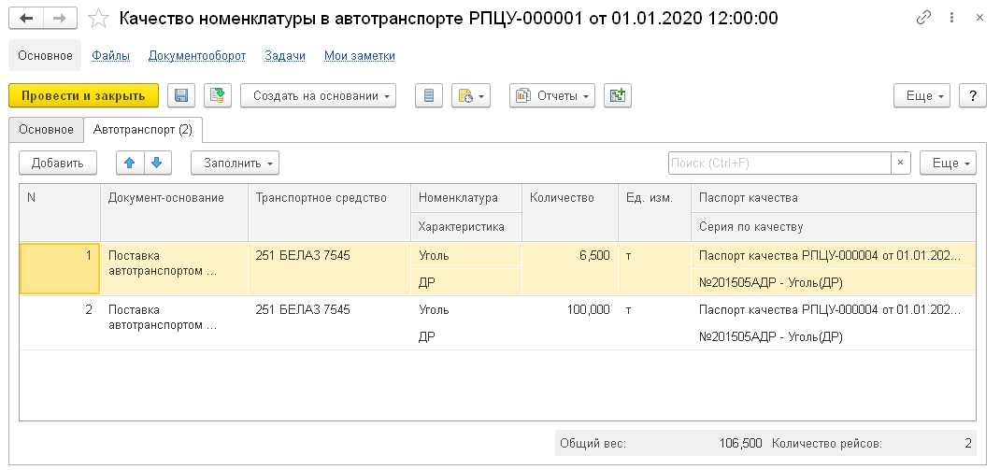 Качество номенклатуры в автотранспорте РПЦУ-000001 от 01.01.2020 12:00:00
Основное Файлы Документооборот Задачи Мои заметки
Провести и закрыть Создать на основании Отчеты Еще ?
Основное Автотранспорт (2)
Добавить Заполнить Поиск (Ctrl+F) × Еще
N Документ-основание Транспортное средство Номенклатура Количество Ед. изм. Паспорт качества
Характеристика Серия по качеству
1 Поставка 251 БЕЛАЗ 7545 Уголь 6,500 т Паспорт качества РПЦУ-000004 от 01.01.202...
автотранспортом ... ДР №201505АДР - Уголь(ДР)
2 Поставка 251 БЕЛАЗ 7545 Уголь 100,000 т Паспорт качества РПЦУ-000004 от 01.01.202...
автотранспортом ... ДР №201505АДР - Уголь(ДР)
Общий вес: 106,500 Количество рейсов: 2